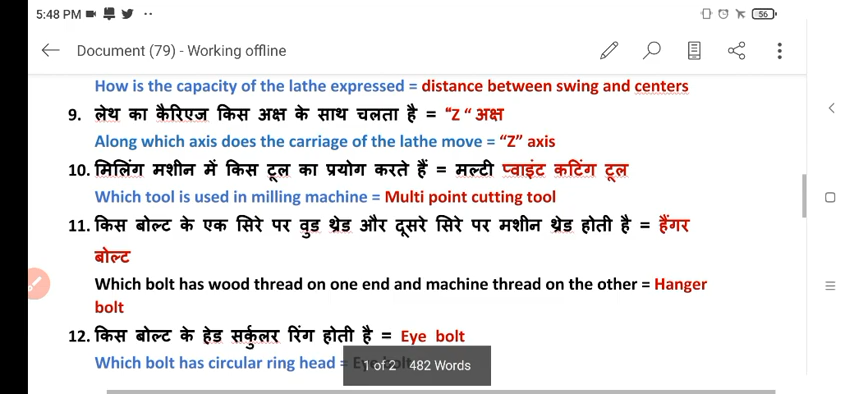 5:48 PM
56
Document (79) - Working offline
How is the capacity of the lathe expressed = distance between swing and centers
9. लेथ का कैरिएज किस अक्ष के साथ चलता है = "Z " अक्ष
Along which axis does the carriage of the lathe move = “Z” axis
10. मिलिंग मशीन में किस टूल का प्रयोग करते हैं = मल्टी प्वाइंट कटिंग टूल
Which tool is used in milling machine = Multi point cutting tool
11. किस बोल्ट के एक सिरे पर वुड थ्रेड और दूसरे सिरे पर मशीन थ्रेड होती है = हैंगर
बोल्ट
Which bolt has wood thread on one end and machine thread on the other = Hanger
bolt
12. किस बोल्ट के हेड सर्कुलर रिंग होती है = Eye bolt
Which bolt has circular ring head = Eye bolt
1 of 2 482 Words